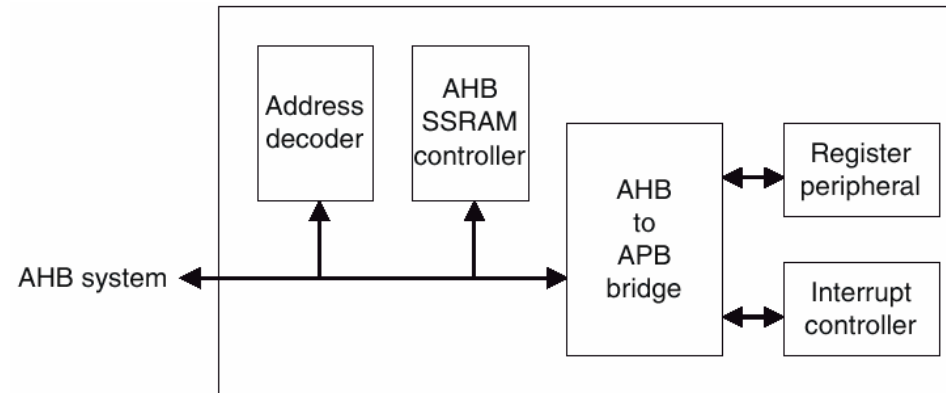 Address
decoder
AHB
SSRAM
controller
AHB
to
APB
bridge
Register
peripheral
AHB system
Interrupt
controller